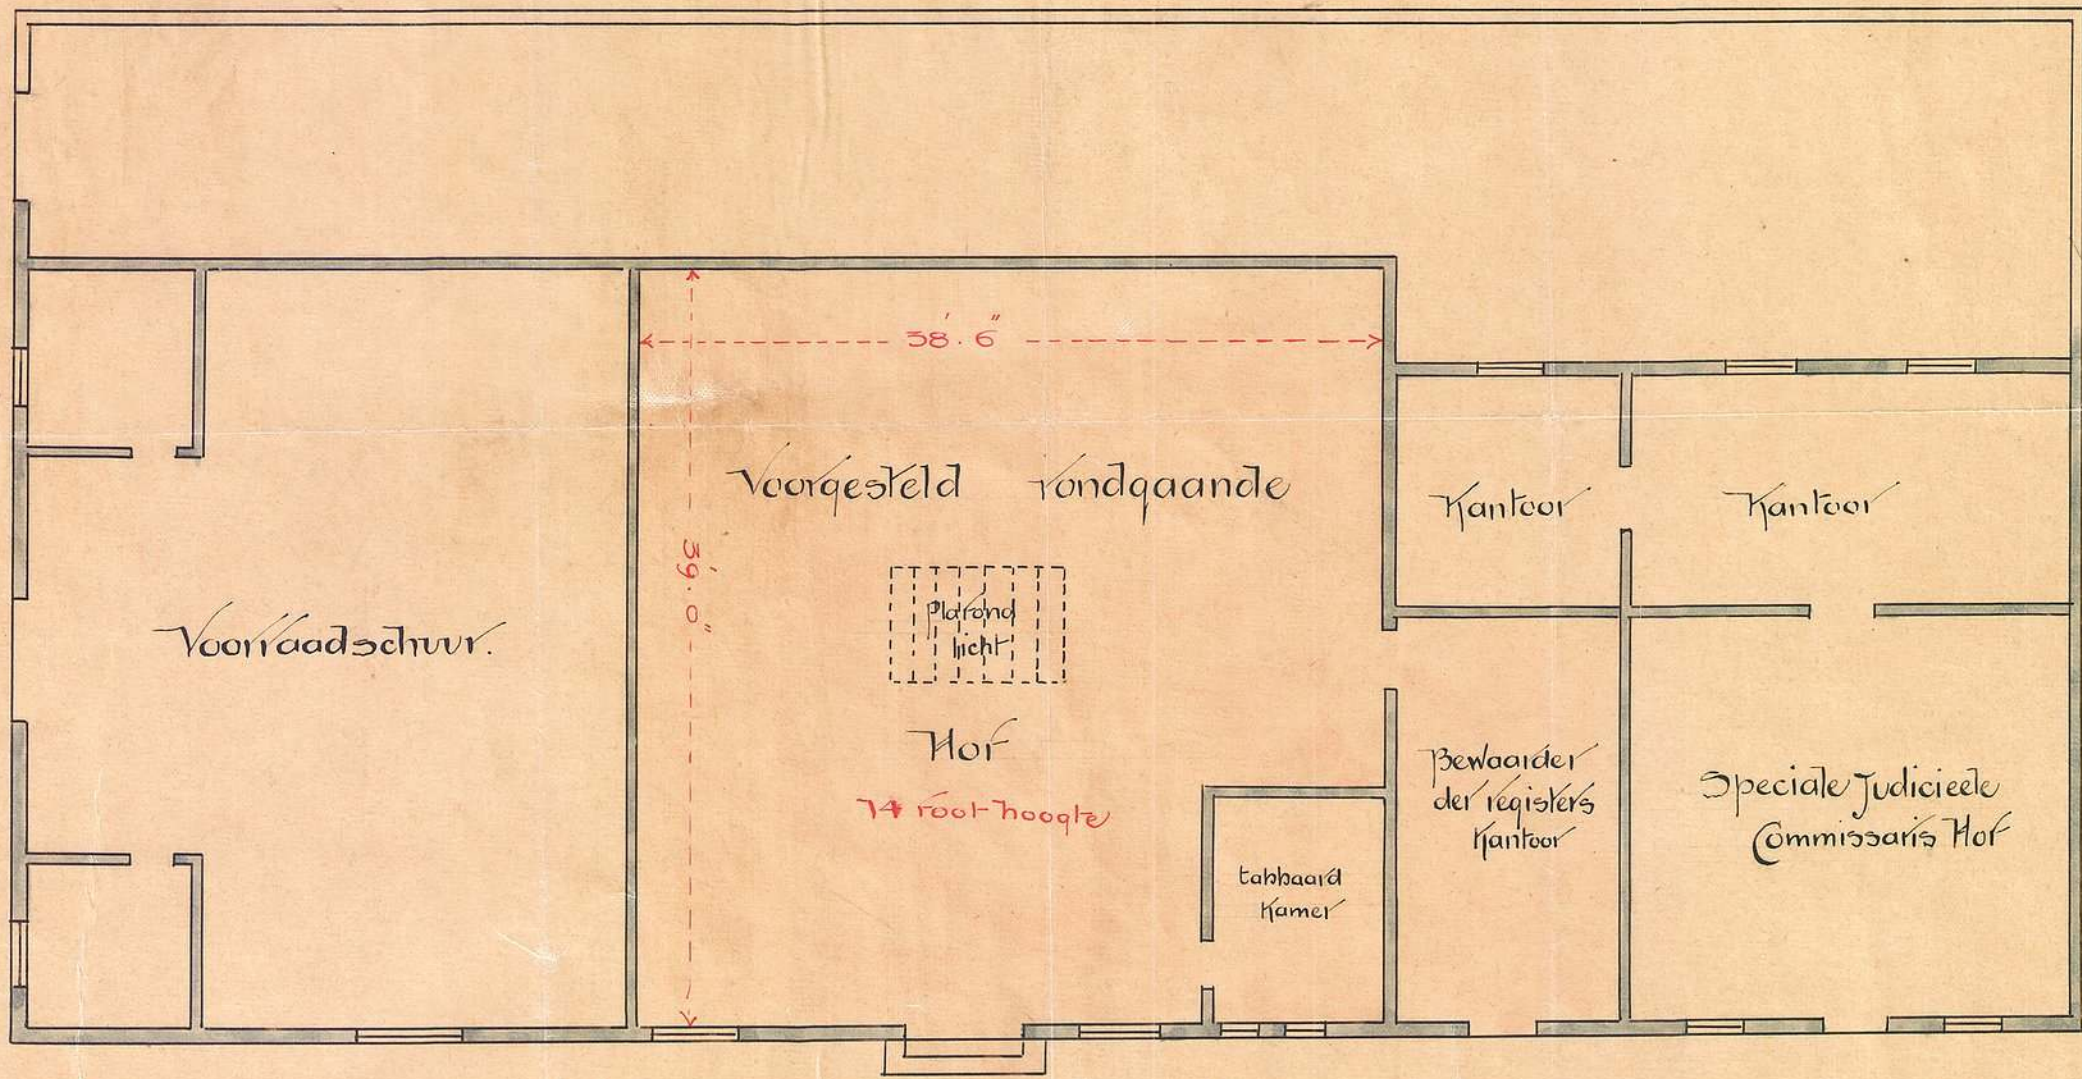 38'. 6"
39'. 0"
Voorgesteld rondgaande
Plafond
licht
Hof
14 foot hoogte
Voorraadschuur.
Kantoor
Kantoor
Bewaarder
der registers
Kantoor
Speciale Judicieele
Commissaris Hof
tabbaard
Kamer